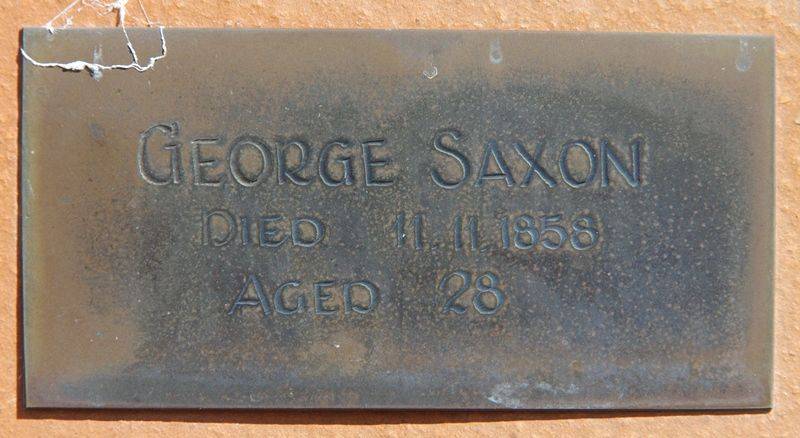 GEORGE SAXON
DIED 11.11.1858
AGED 28